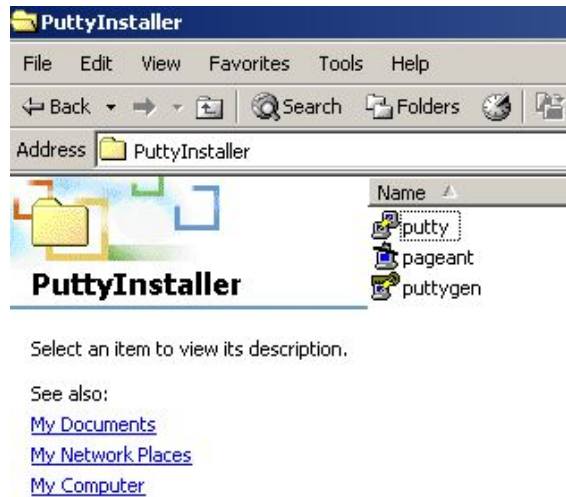 PuttyInstaller
File Edit View Favorites Tools Help
Back Search Folders
Address PuttyInstaller
Name
putty
pageant
puttygen
PuttyInstaller
Select an item to view its description.
See also:
My Documents
My Network Places
My Computer